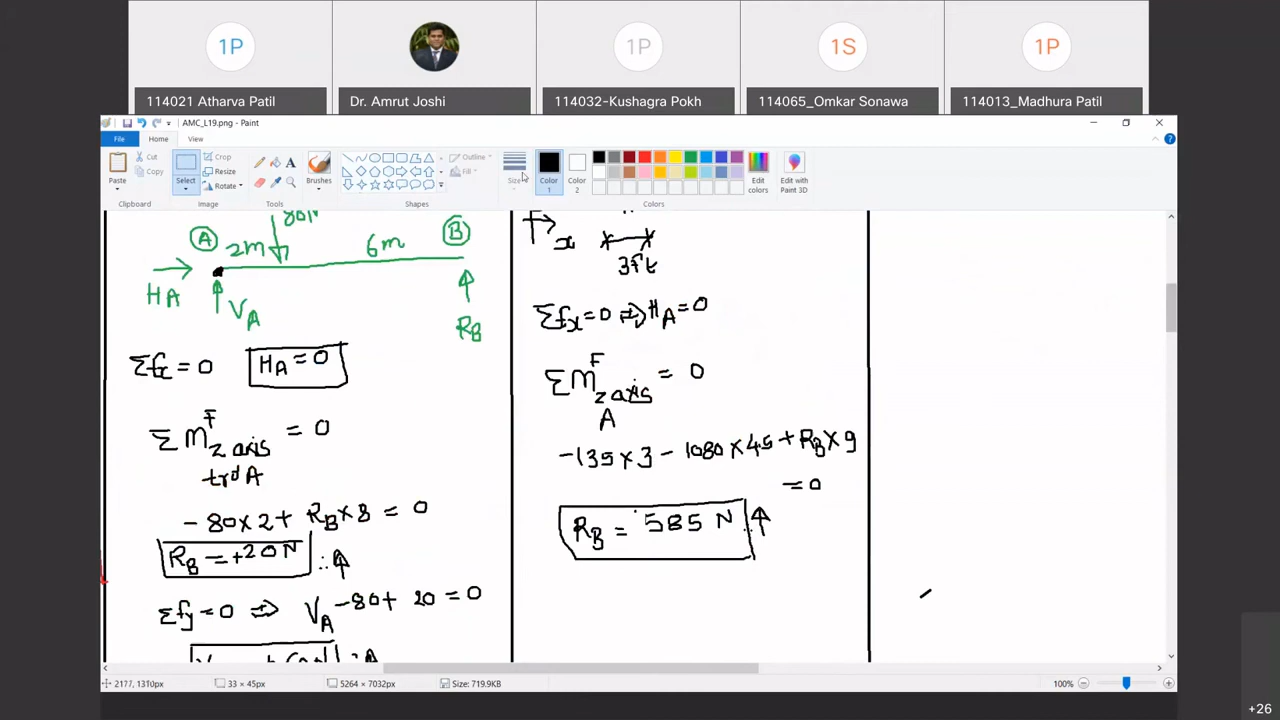 1P
1P
1S
1P
114021 Atharva Patil
Dr. Amrut Joshi
114032-Kushagra Pokh
114065_Omkar Sonawa
114013_Madhura Patil
AMC_L19.png - Paint
File
Home
View
Paste
Cut
Copy
Clipboard
Select
Crop
Resize
Rotate
Image
A
Tools
Brushes
Outline
Fill
Shapes
Size
Color 1
Color 2
Edit colors
Edit with Paint 3D
Colors
80N
A
2m
6m
B
HA
VA
RB
Σfx = 0 HA = 0
ΣM^F z axis trd A = 0
- 80 x 2 + RB x 8 = 0
RB = +20 N ∴ ↑
Σfy = 0 ⇒ VA - 80 + 20 = 0
x
3ft
Σfx = 0 ⇒ HA = 0
ΣM^F z axis A = 0
-135 x 3 - 1080 x 4.5 + RB x 9
= 0
RB = 585 N ∴ ↑
2177, 1310px
33 × 45px
5264 × 7032px
Size: 719.9KB
100%
+26